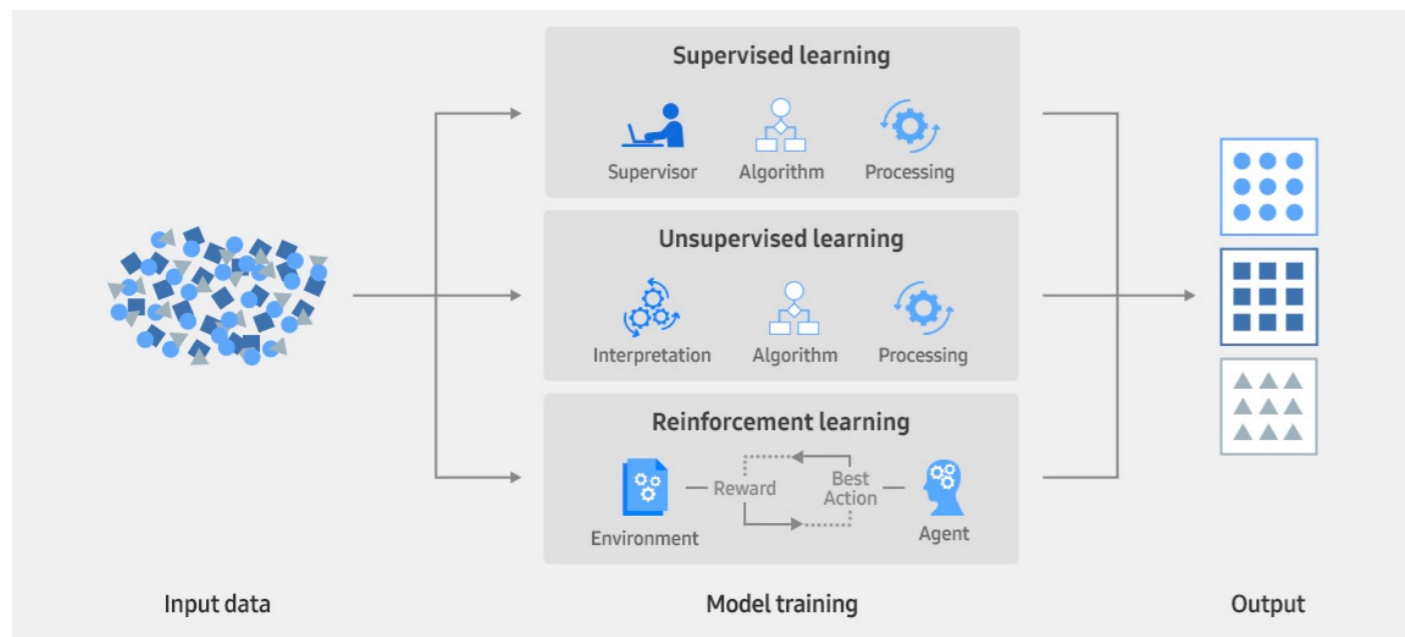 Supervised learning
Supervisor
Algorithm
Processing
Unsupervised learning
Interpretation
Algorithm
Processing
Reinforcement learning
Reward
Best
Action
Environment
Agent
Input data
Model training
Output